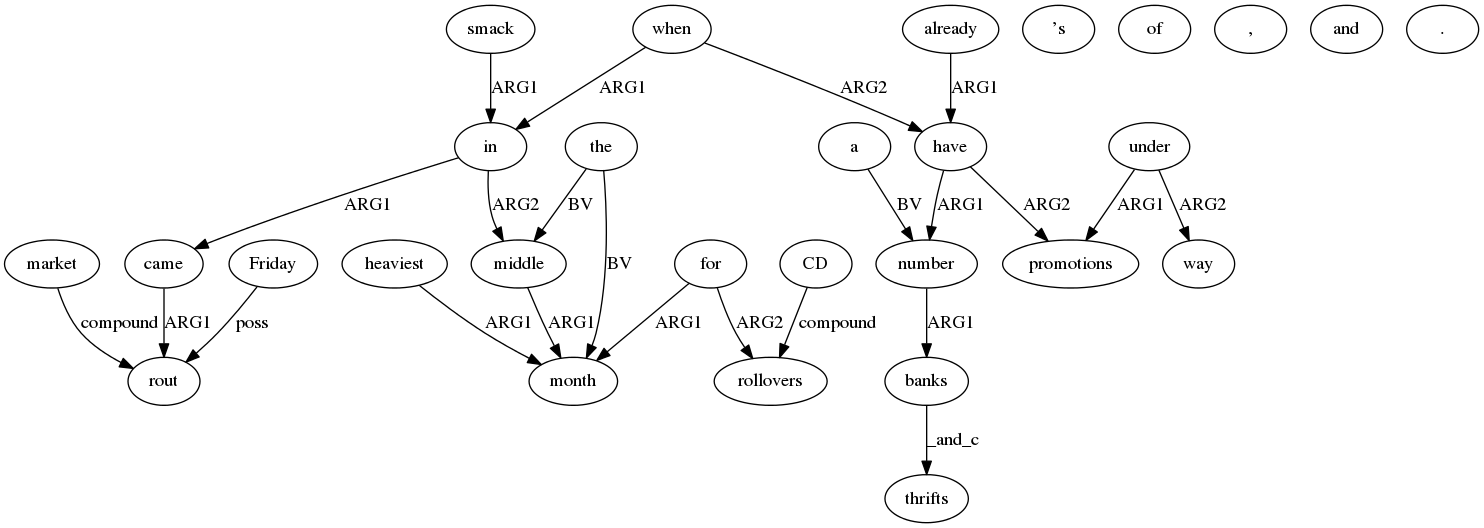 smack when already ’s of , and .
ARG1 ARG1 ARG2 ARG1
in the a have under
ARG1 ARG2 BV BV ARG1 ARG2 ARG1 ARG2
market came Friday heaviest middle for CD number promotions way
BV
compound ARG1 poss ARG1 ARG1 ARG1 ARG2 compound ARG1
rout month rollovers banks
_and_c
thrifts